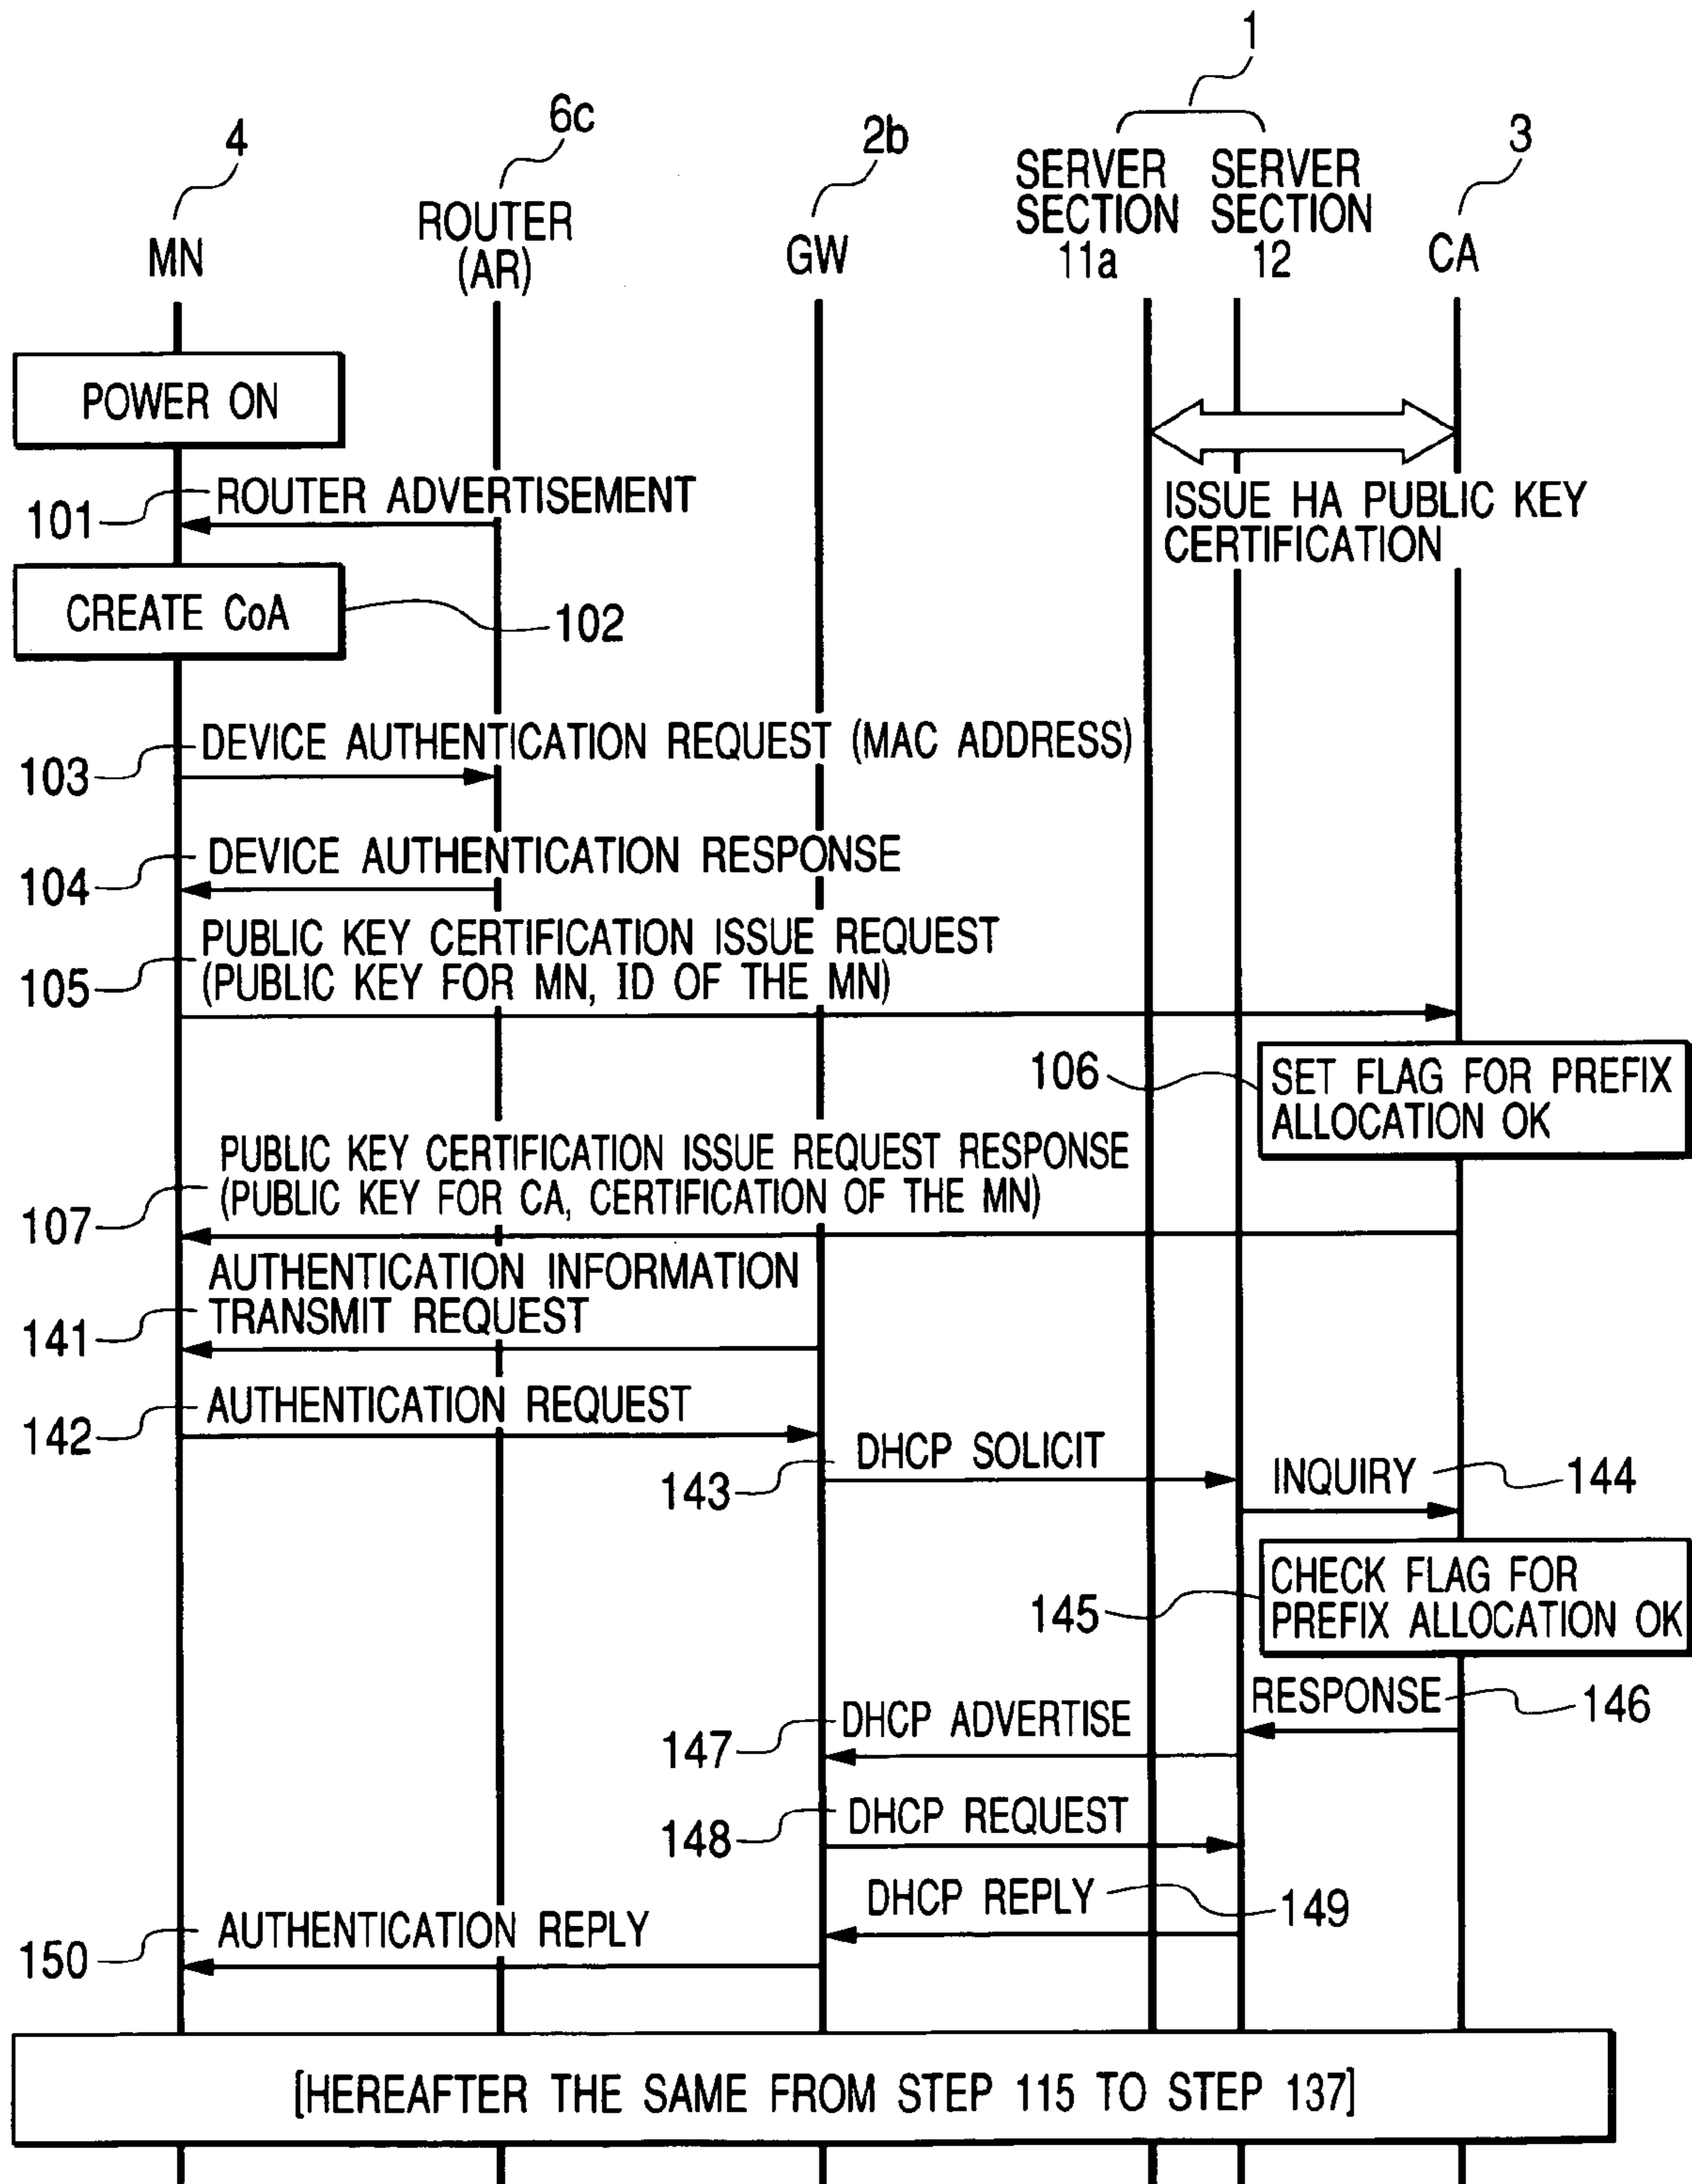 1
4
6c
2b
3
MN
ROUTER
(AR)
GW
SERVER
SECTION
11a
SERVER
SECTION
12
CA
POWER ON
101
ROUTER ADVERTISEMENT
ISSUE HA PUBLIC KEY
CERTIFICATION
CREATE CoA
102
103
DEVICE AUTHENTICATION REQUEST (MAC ADDRESS)
104
DEVICE AUTHENTICATION RESPONSE
105
PUBLIC KEY CERTIFICATION ISSUE REQUEST
(PUBLIC KEY FOR MN, ID OF THE MN)
106
SET FLAG FOR PREFIX
ALLOCATION OK
107
PUBLIC KEY CERTIFICATION ISSUE REQUEST RESPONSE
(PUBLIC KEY FOR CA, CERTIFICATION OF THE MN)
141
AUTHENTICATION INFORMATION
TRANSMIT REQUEST
142
AUTHENTICATION REQUEST
143
DHCP SOLICIT
INQUIRY
144
145
CHECK FLAG FOR
PREFIX ALLOCATION OK
RESPONSE
146
147
DHCP ADVERTISE
148
DHCP REQUEST
DHCP REPLY
149
150
AUTHENTICATION REPLY
[HEREAFTER THE SAME FROM STEP 115 TO STEP 137]